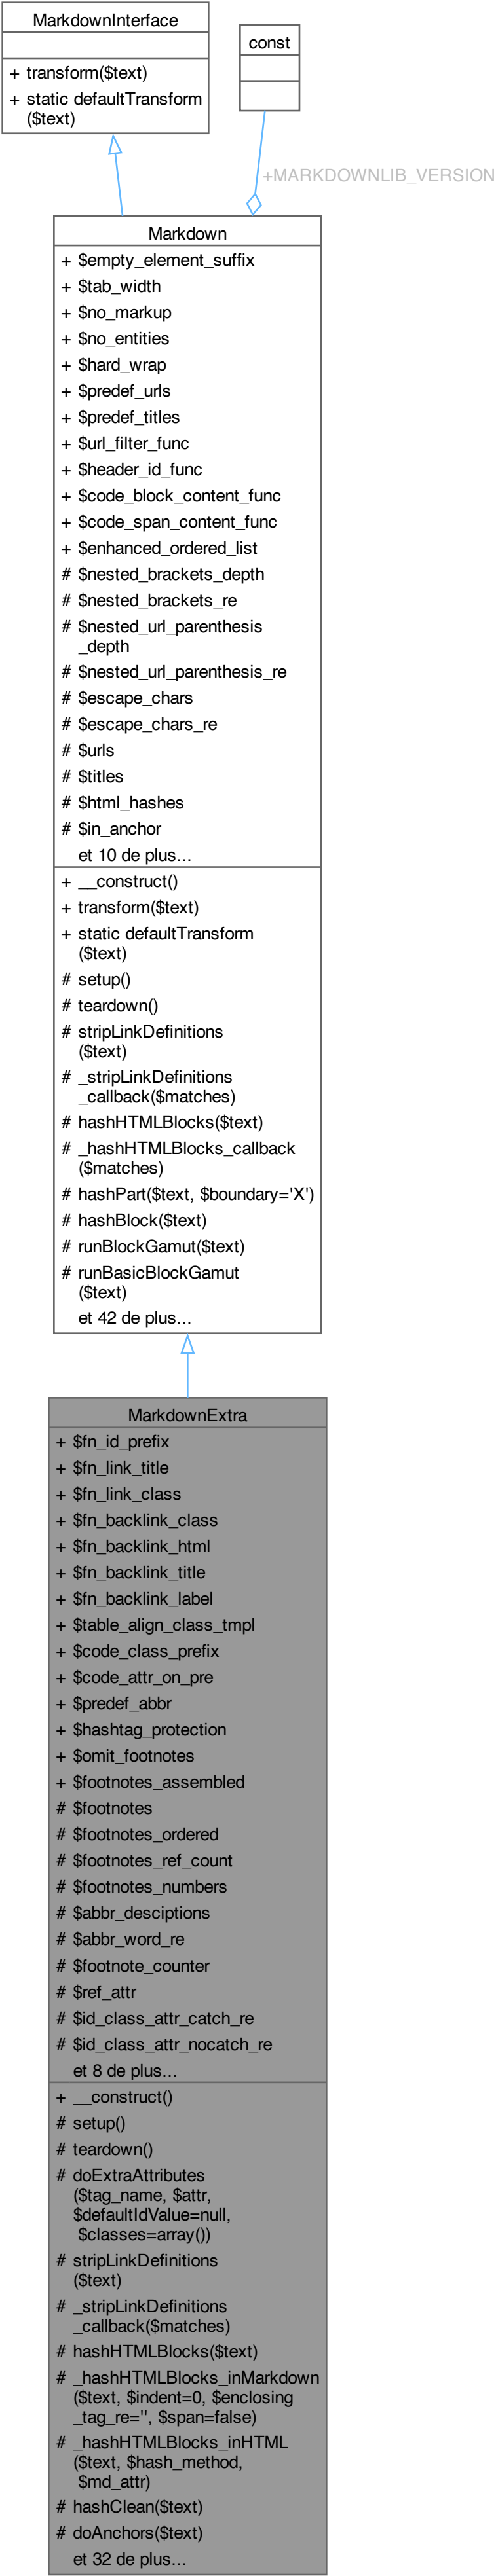 MarkdownInterface
+ transform($text)
+ static defaultTransform
($text)
const
+MARKDOWNLIB_VERSION
Markdown
+ $empty_element_suffix
+ $tab_width
+ $no_markup
+ $no_entities
+ $hard_wrap
+ $predef_urls
+ $predef_titles
+ $url_filter_func
+ $header_id_func
+ $code_block_content_func
+ $code_span_content_func
+ $enhanced_ordered_list
# $nested_brackets_depth
# $nested_brackets_re
# $nested_url_parenthesis
_depth
# $nested_url_parenthesis_re
# $escape_chars
# $escape_chars_re
# $urls
# $titles
# $html_hashes
# $in_anchor
et 10 de plus...
+ __construct()
+ transform($text)
+ static defaultTransform
($text)
# setup()
# teardown()
# stripLinkDefinitions
($text)
# _stripLinkDefinitions
_callback($matches)
# hashHTMLBlocks($text)
# _hashHTMLBlocks_callback
($matches)
# hashPart($text, $boundary='X')
# hashBlock($text)
# runBlockGamut($text)
# runBasicBlockGamut
($text)
et 42 de plus...
MarkdownExtra
+ $fn_id_prefix
+ $fn_link_title
+ $fn_link_class
+ $fn_backlink_class
+ $fn_backlink_html
+ $fn_backlink_title
+ $fn_backlink_label
+ $table_align_class_tmpl
+ $code_class_prefix
+ $code_attr_on_pre
+ $predef_abbr
+ $hashtag_protection
+ $omit_footnotes
+ $footnotes_assembled
# $footnotes
# $footnotes_ordered
# $footnotes_ref_count
# $footnotes_numbers
# $abbr_desciptions
# $abbr_word_re
# $footnote_counter
# $ref_attr
# $id_class_attr_catch_re
# $id_class_attr_nocatch_re
et 8 de plus...
+ __construct()
# setup()
# teardown()
# doExtraAttributes
($tag_name, $attr,
$defaultIdValue=null,
$classes=array())
# stripLinkDefinitions
($text)
# _stripLinkDefinitions
_callback($matches)
# hashHTMLBlocks($text)
# _hashHTMLBlocks_inMarkdown
($text, $indent=0, $enclosing
_tag_re='', $span=false)
# _hashHTMLBlocks_inHTML
($text, $hash_method,
$md_attr)
# hashClean($text)
# doAnchors($text)
et 32 de plus...